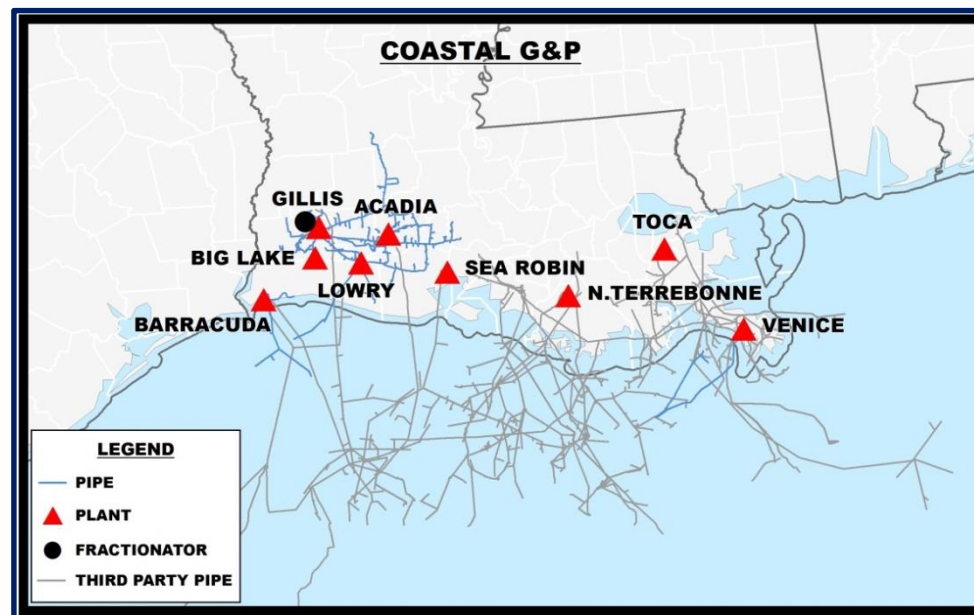 COASTAL G&P
GILLIS
ACADIA
TOCA
BIG LAKE
SEA ROBIN
LOWRY
N.TERREBONNE
BARRACUDA
VENICE
LEGEND
PIPE
PLANT
FRACTIONATOR
THIRD PARTY PIPE